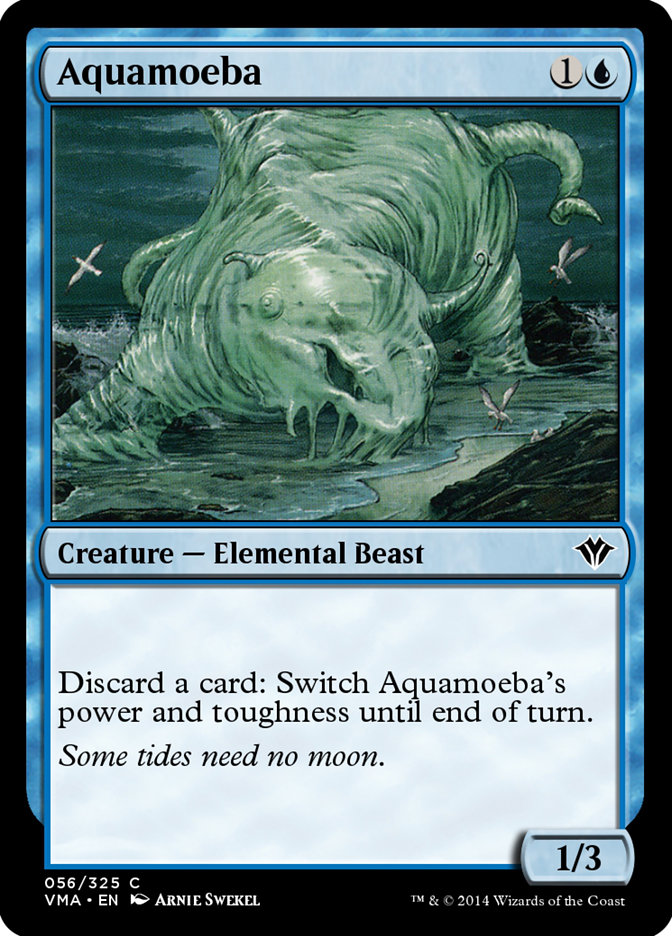 Aquamoeba 1
Creature — Elemental Beast
Discard a card: Switch Aquamoeba's
power and toughness until end of turn.
Some tides need no moon.
1/3
056/325 C
VMA • EN Arnie Swekel ™ & © 2014 Wizards of the Coast